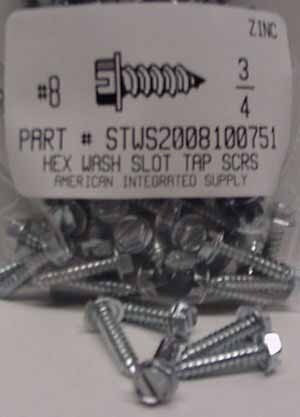 ZINC
#8 3/4
PART # STWS2008100751
HEX WASH SLOT TAP SCRS
AMERICAN INTEGRATED SUPPLY